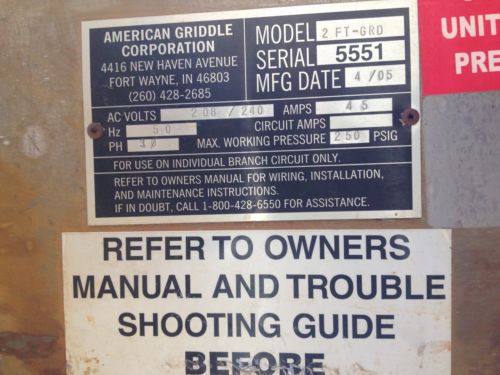 AMERICAN GRIDDLE
CORPORATION
4416 NEW HAVEN AVENUE
FORT WAYNE, IN 46803
(260) 428-2685
MODEL 2 FT-GRD
SERIAL 5551
MFG DATE 4/05
AC VOLTS 208/240 AMPS 45
Hz 50 CIRCUIT AMPS
PH 3Ø MAX. WORKING PRESSURE 250 PSIG
FOR USE ON INDIVIDUAL BRANCH CIRCUIT ONLY.
REFER TO OWNERS MANUAL FOR WIRING, INSTALLATION,
AND MAINTENANCE INSTRUCTIONS.
IF IN DOUBT, CALL 1-800-428-6550 FOR ASSISTANCE.
UNIT
PRE
REFER TO OWNERS
MANUAL AND TROUBLE
SHOOTING GUIDE
BEFORE